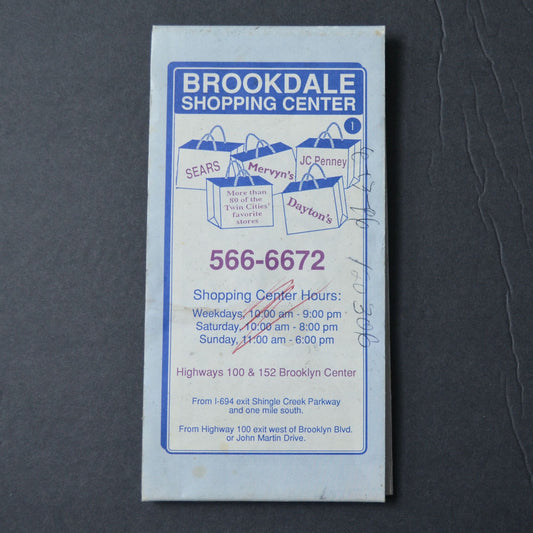 BROOKDALE
SHOPPING CENTER
1
SEARS
Mervyn's
JC Penney
More than
80 of the
Twin Cities'
favorite
stores
Dayton's
566-6672
Shopping Center Hours:
Weekdays, 10:00 am - 9:00 pm
Saturday, 10:00 am - 8:00 pm
Sunday, 11:00 am - 6:00 pm
Highways 100 & 152 Brooklyn Center
From I-694 exit Shingle Creek Parkway
and one mile south.
From Highway 100 exit west of Brooklyn Blvd.
or John Martin Drive.